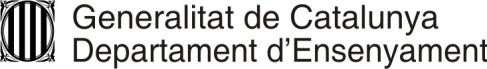 Generalitat de Catalunya
Departament d'Ensenyament